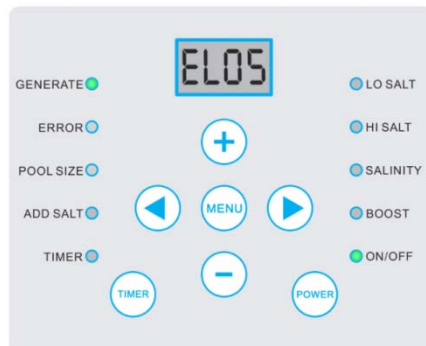 EL05
GENERATE
LO SALT
ERROR
+
HI SALT
POOL SIZE
MENU
SALINITY
ADD SALT
BOOST
TIMER
−
ON/OFF
TIMER
POWER